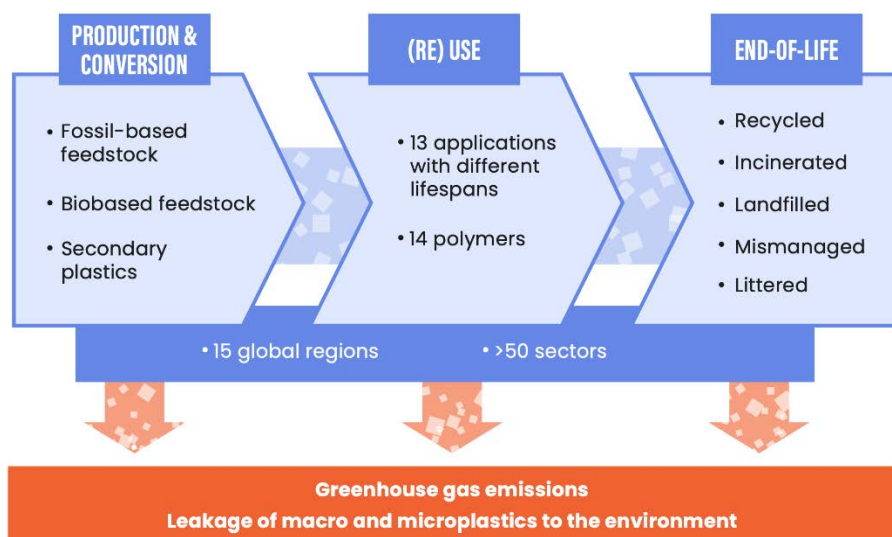 PRODUCTION &
CONVERSION
• Fossil-based
feedstock
• Biobased feedstock
• Secondary
plastics
(RE) USE
• 13 applications
with different
lifespans
• 14 polymers
END-OF-LIFE
• Recycled
• Incinerated
• Landfilled
• Mismanaged
• Littered
• 15 global regions
• >50 sectors
Greenhouse gas emissions
Leakage of macro and microplastics to the environment